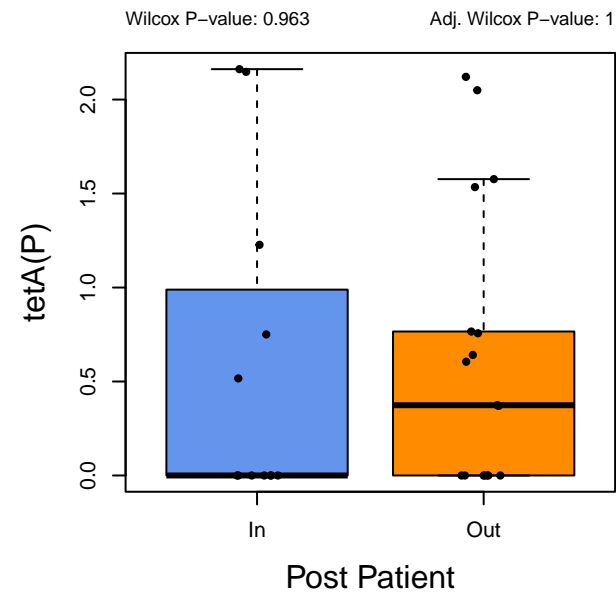 Wilcox P−value: 0.963
Adj. Wilcox P−value: 1
tetA(P)
2.0
1.5
1.0
0.5
0.0
In
Out
Post Patient